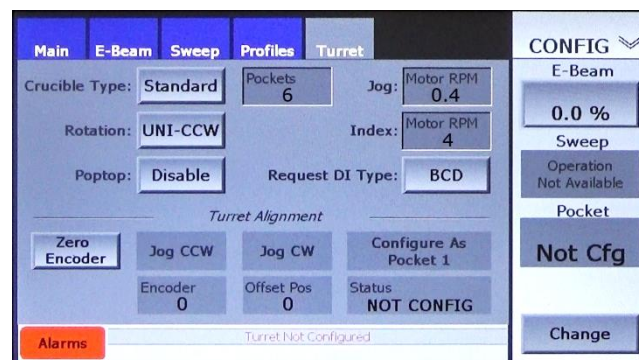 Main E-Beam Sweep Profiles Turret
CONFIG
Crucible Type: Standard
Pockets
6
Jog:
Motor RPM
0.4
E-Beam
0.0 %
Rotation: UNI-CCW
Index:
Motor RPM
4
Sweep
Operation
Not Available
Poptop: Disable
Request DI Type: BCD
Pocket
Not Cfg
Turret Alignment
Zero
Encoder
Jog CCW
Jog CW
Configure As
Pocket 1
Encoder
0
Offset Pos
0
Status
NOT CONFIG
Alarms
Turret Not Configured
Change